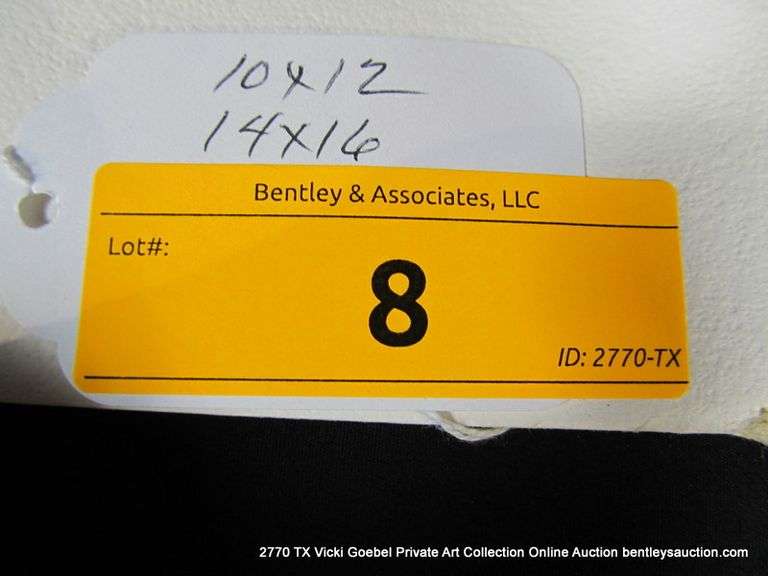 10x12
14x16
Bentley & Associates, LLC
Lot#:
8
ID: 2770-TX
2770 TX Vicki Goebel Private Art Collection Online Auction bentleysauction.com